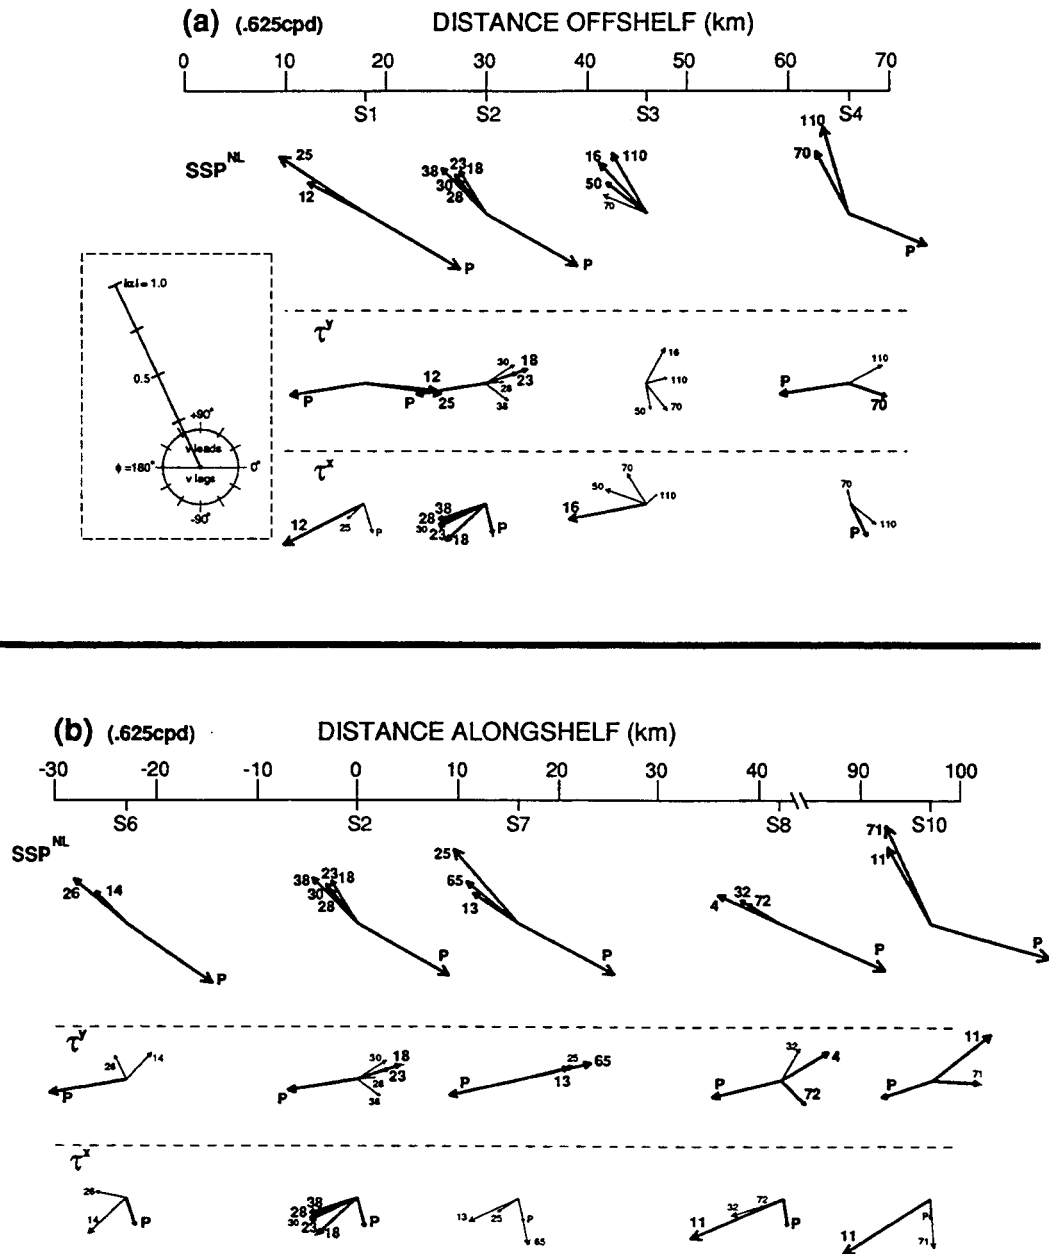 (a) (.625cpd) DISTANCE OFFSHELF (km)
0 10 20 30 40 50 60 70
S1 S2 S3 S4
SSP^NL
25 12 P
38 23 18 30 28 P
16 110 50 70
110 70 P
|α| = 1.0
0.5
+90°
v leads
ϕ =180° 0°
v lags
-90°
τ^y
P 12 25
P 30 18 28 23 38
16 110 50 70
P 110 70
τ^x
12 25 P
38 28 30 23 18 P
70 50 110 16
70 110 P
(b) (.625cpd) DISTANCE ALONGSHELF (km)
-30 -20 -10 0 10 20 30 40 90 100
S6 S2 S7 S8 S10
SSP^NL
26 14 P
38 23 18 30 28 P
25 65 13 P
4 32 72 P
71 11 P
τ^y
26 14 P
P 30 18 28 23 38
P 25 65 13
P 32 4 72
P 11 71
τ^x
26 14 P
38 28 30 23 18 P
13 25 P 65
11 32 72 P
11 P 71